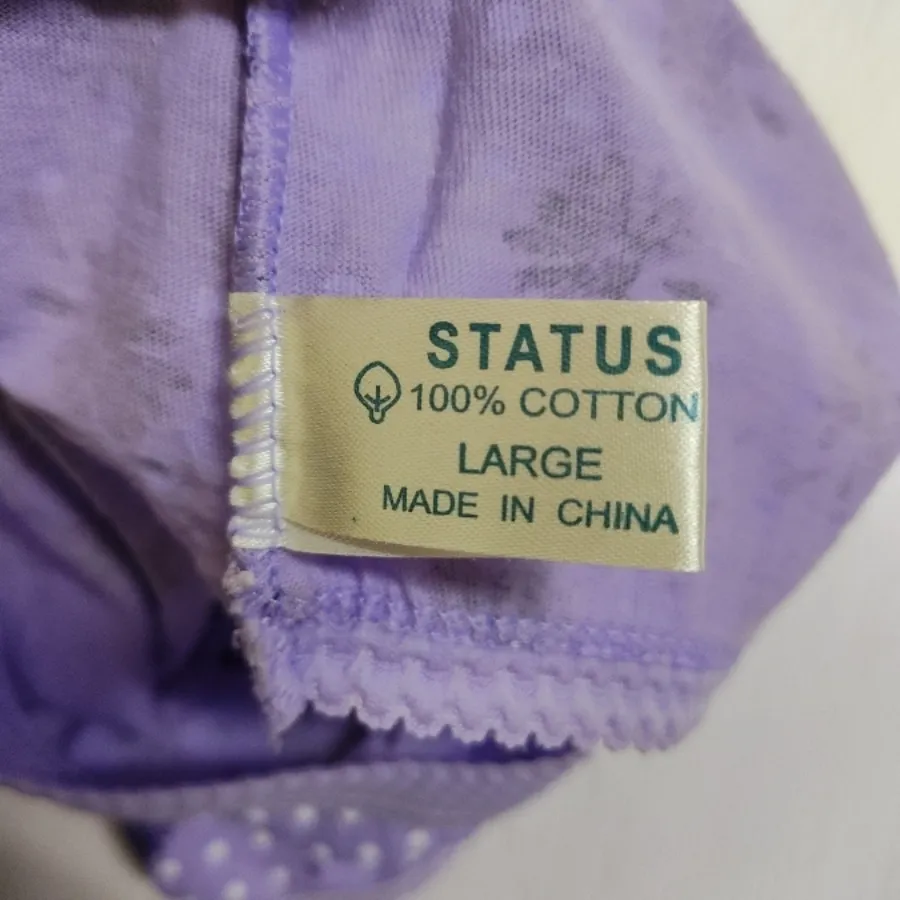 STATUS
100% COTTON
LARGE
MADE IN CHINA